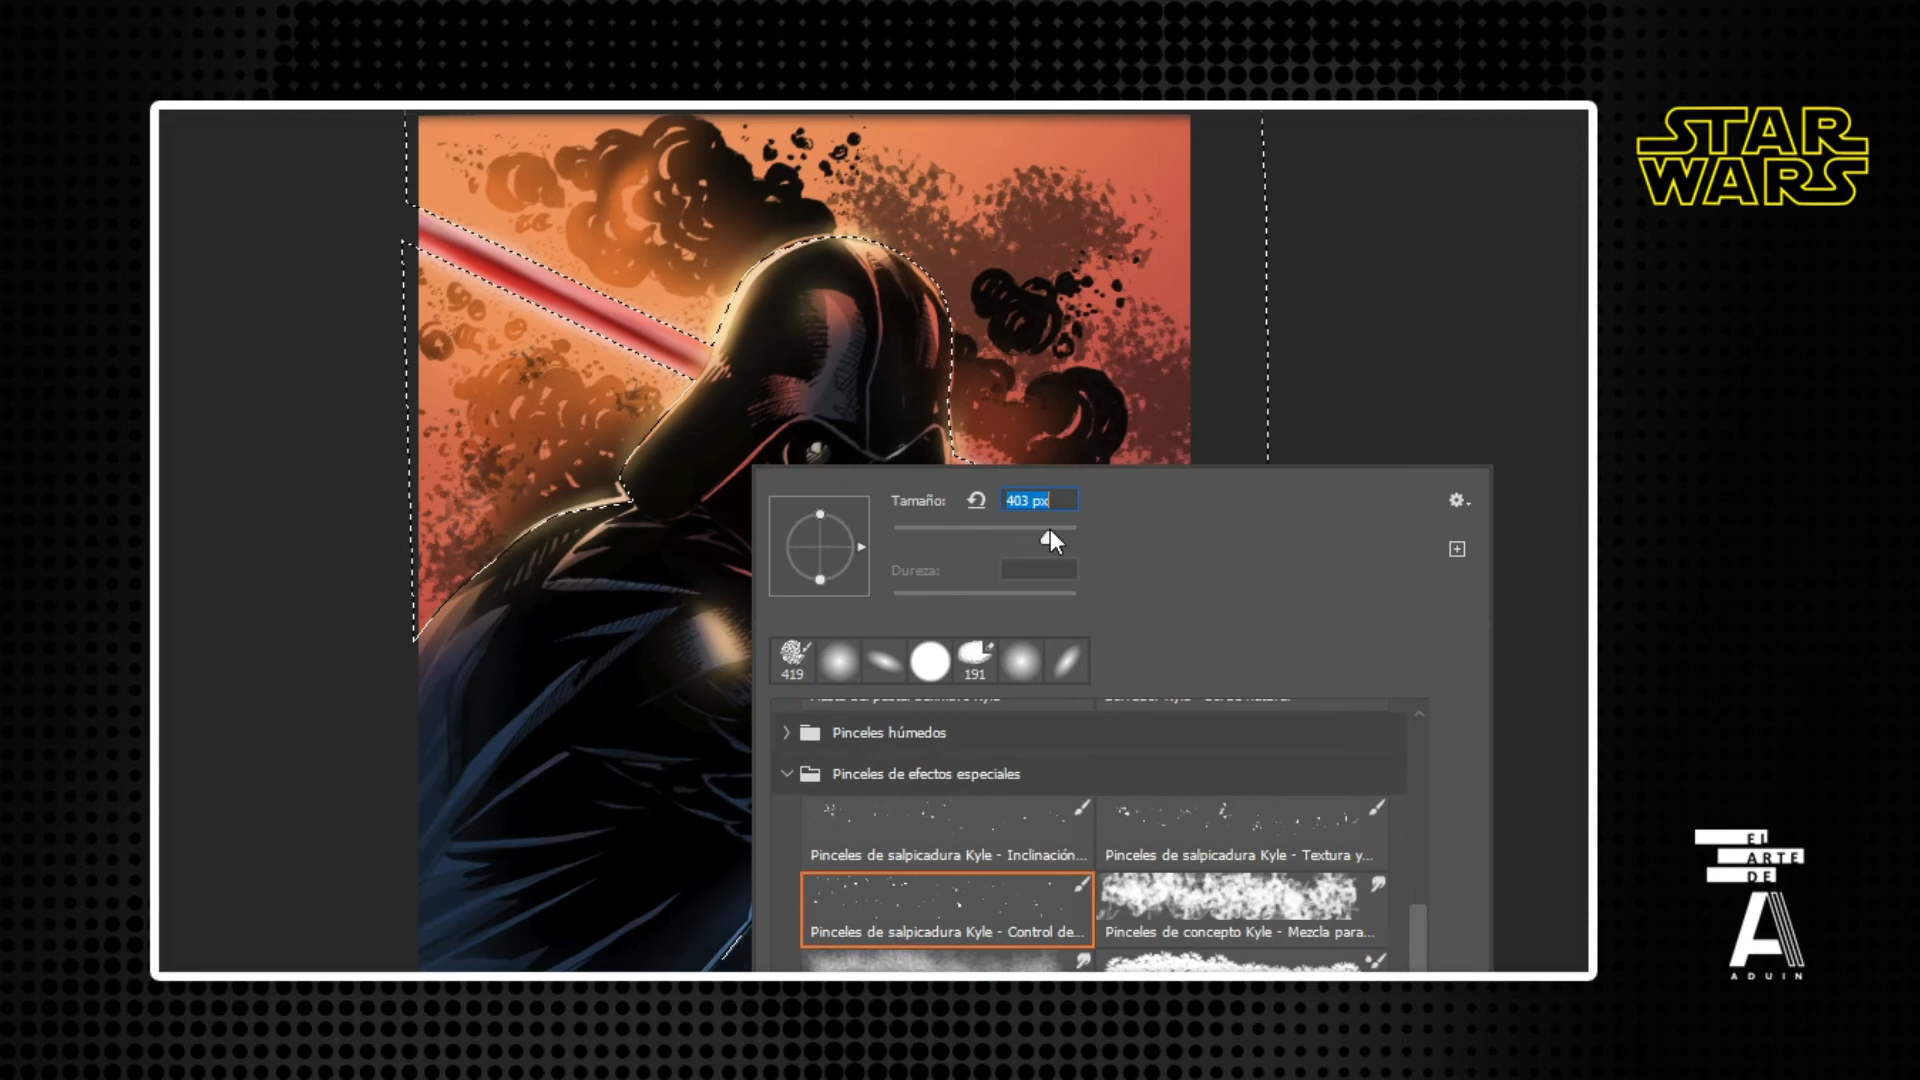 STAR
WARS
Tamaño:
403 px
Dureza:
419
191
Pinceles húmedos
Pinceles de efectos especiales
Pinceles de salpicadura Kyle - Inclinación...
Pinceles de salpicadura Kyle - Textura y...
Pinceles de salpicadura Kyle - Control de...
Pinceles de concepto Kyle - Mezcla para...
EL
ARTE
DE
ADUIN